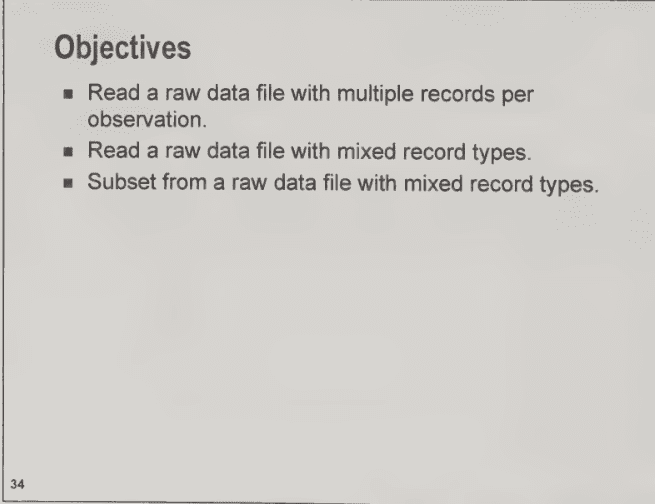 Objectives
■ Read a raw data file with multiple records per
observation.
■ Read a raw data file with mixed record types.
■ Subset from a raw data file with mixed record types.
34